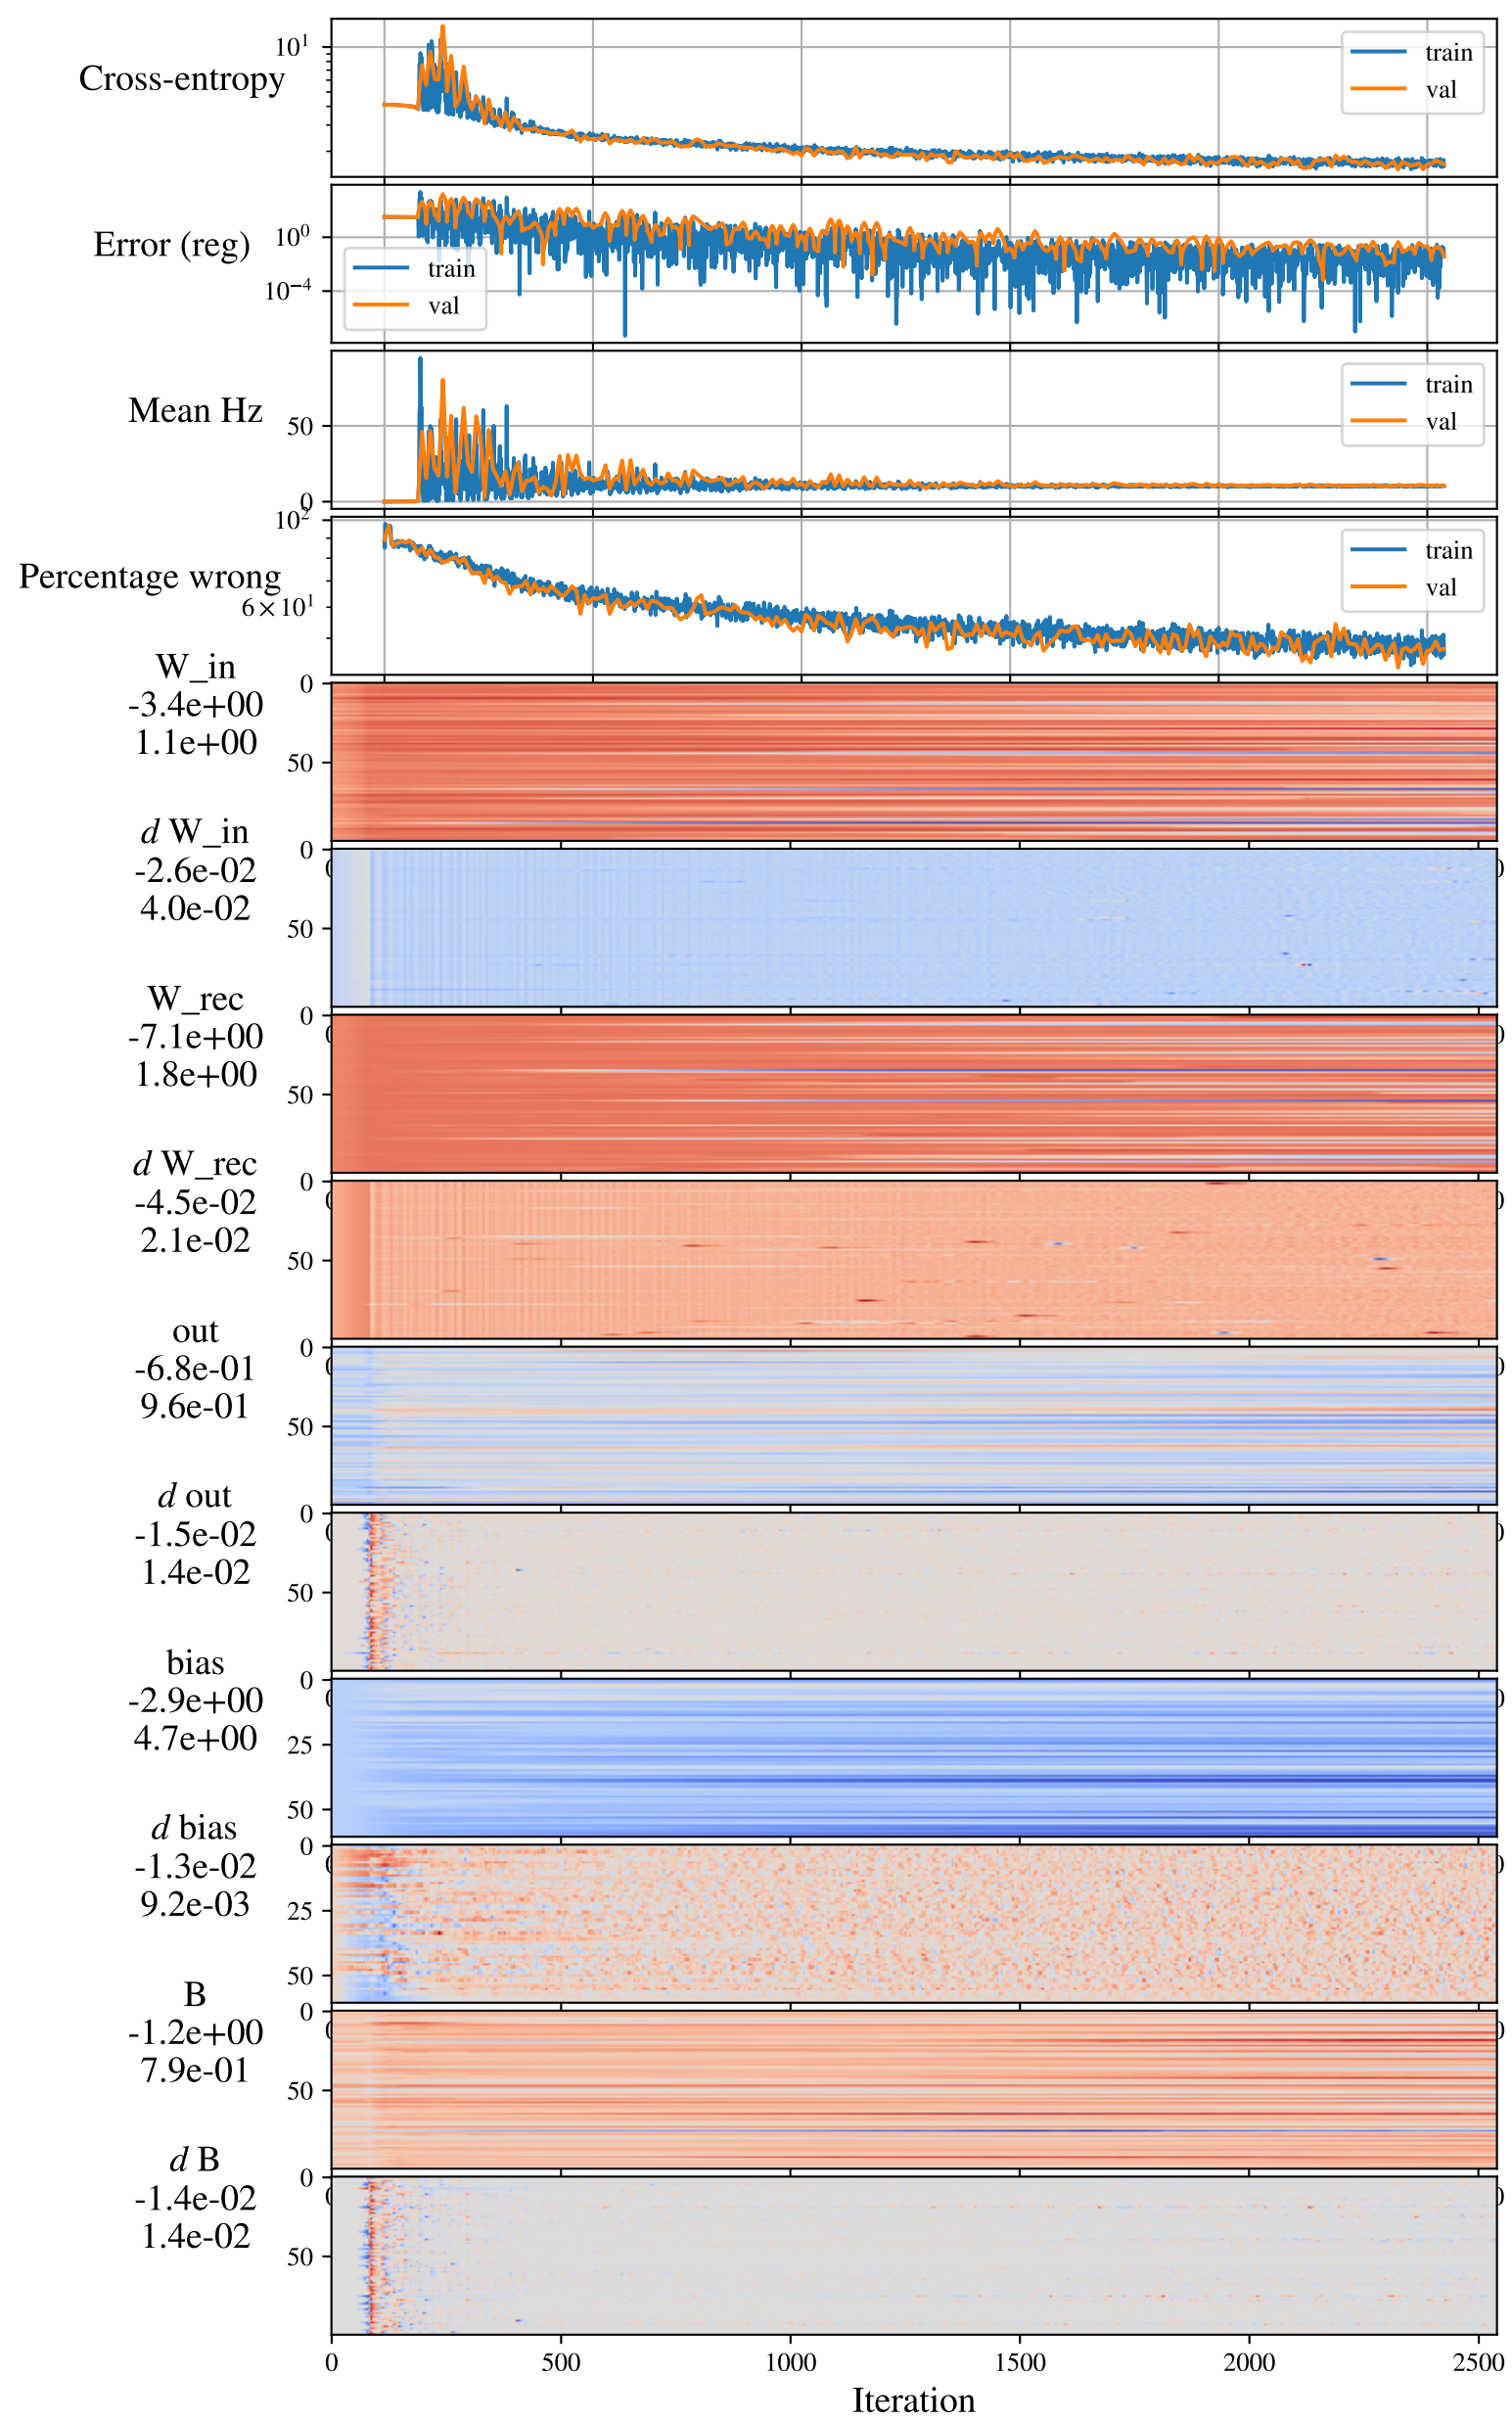 Cross-entropy
10¹
train
val
Error (reg)
10⁰
10⁻⁴
train
val
Mean Hz
50
0
train
val
Percentage wrong
10²
6×10¹
train
val
W_in
-3.4e+00
1.1e+00
0
50
d W_in
-2.6e-02
4.0e-02
0
50
W_rec
-7.1e+00
1.8e+00
0
50
d W_rec
-4.5e-02
2.1e-02
0
50
out
-6.8e-01
9.6e-01
0
50
d out
-1.5e-02
1.4e-02
0
50
bias
-2.9e+00
4.7e+00
0
25
50
d bias
-1.3e-02
9.2e-03
0
25
50
B
-1.2e+00
7.9e-01
0
50
d B
-1.4e-02
1.4e-02
0
50
0 500 1000 1500 2000 2500
Iteration